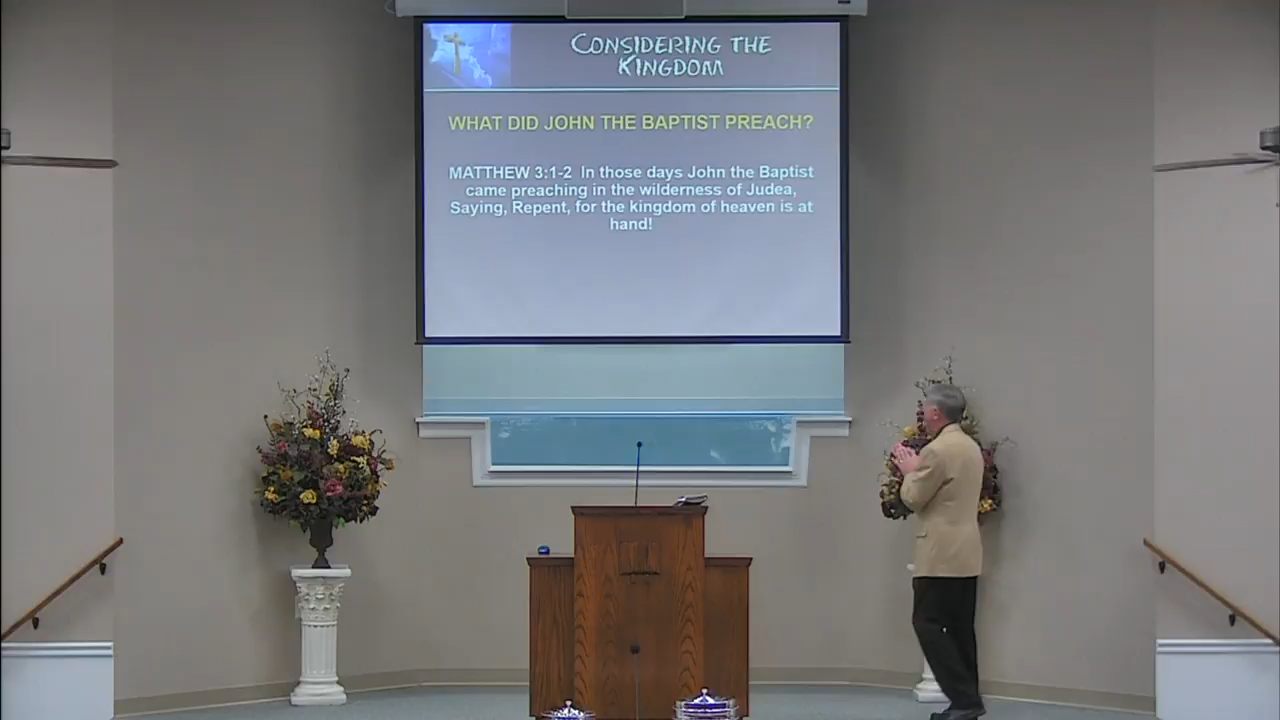 CONSIDERING THE
KINGDOM
WHAT DID JOHN THE BAPTIST PREACH?
MATTHEW 3:1-2 In those days John the Baptist
came preaching in the wilderness of Judea,
Saying, Repent, for the kingdom of heaven is at
hand!